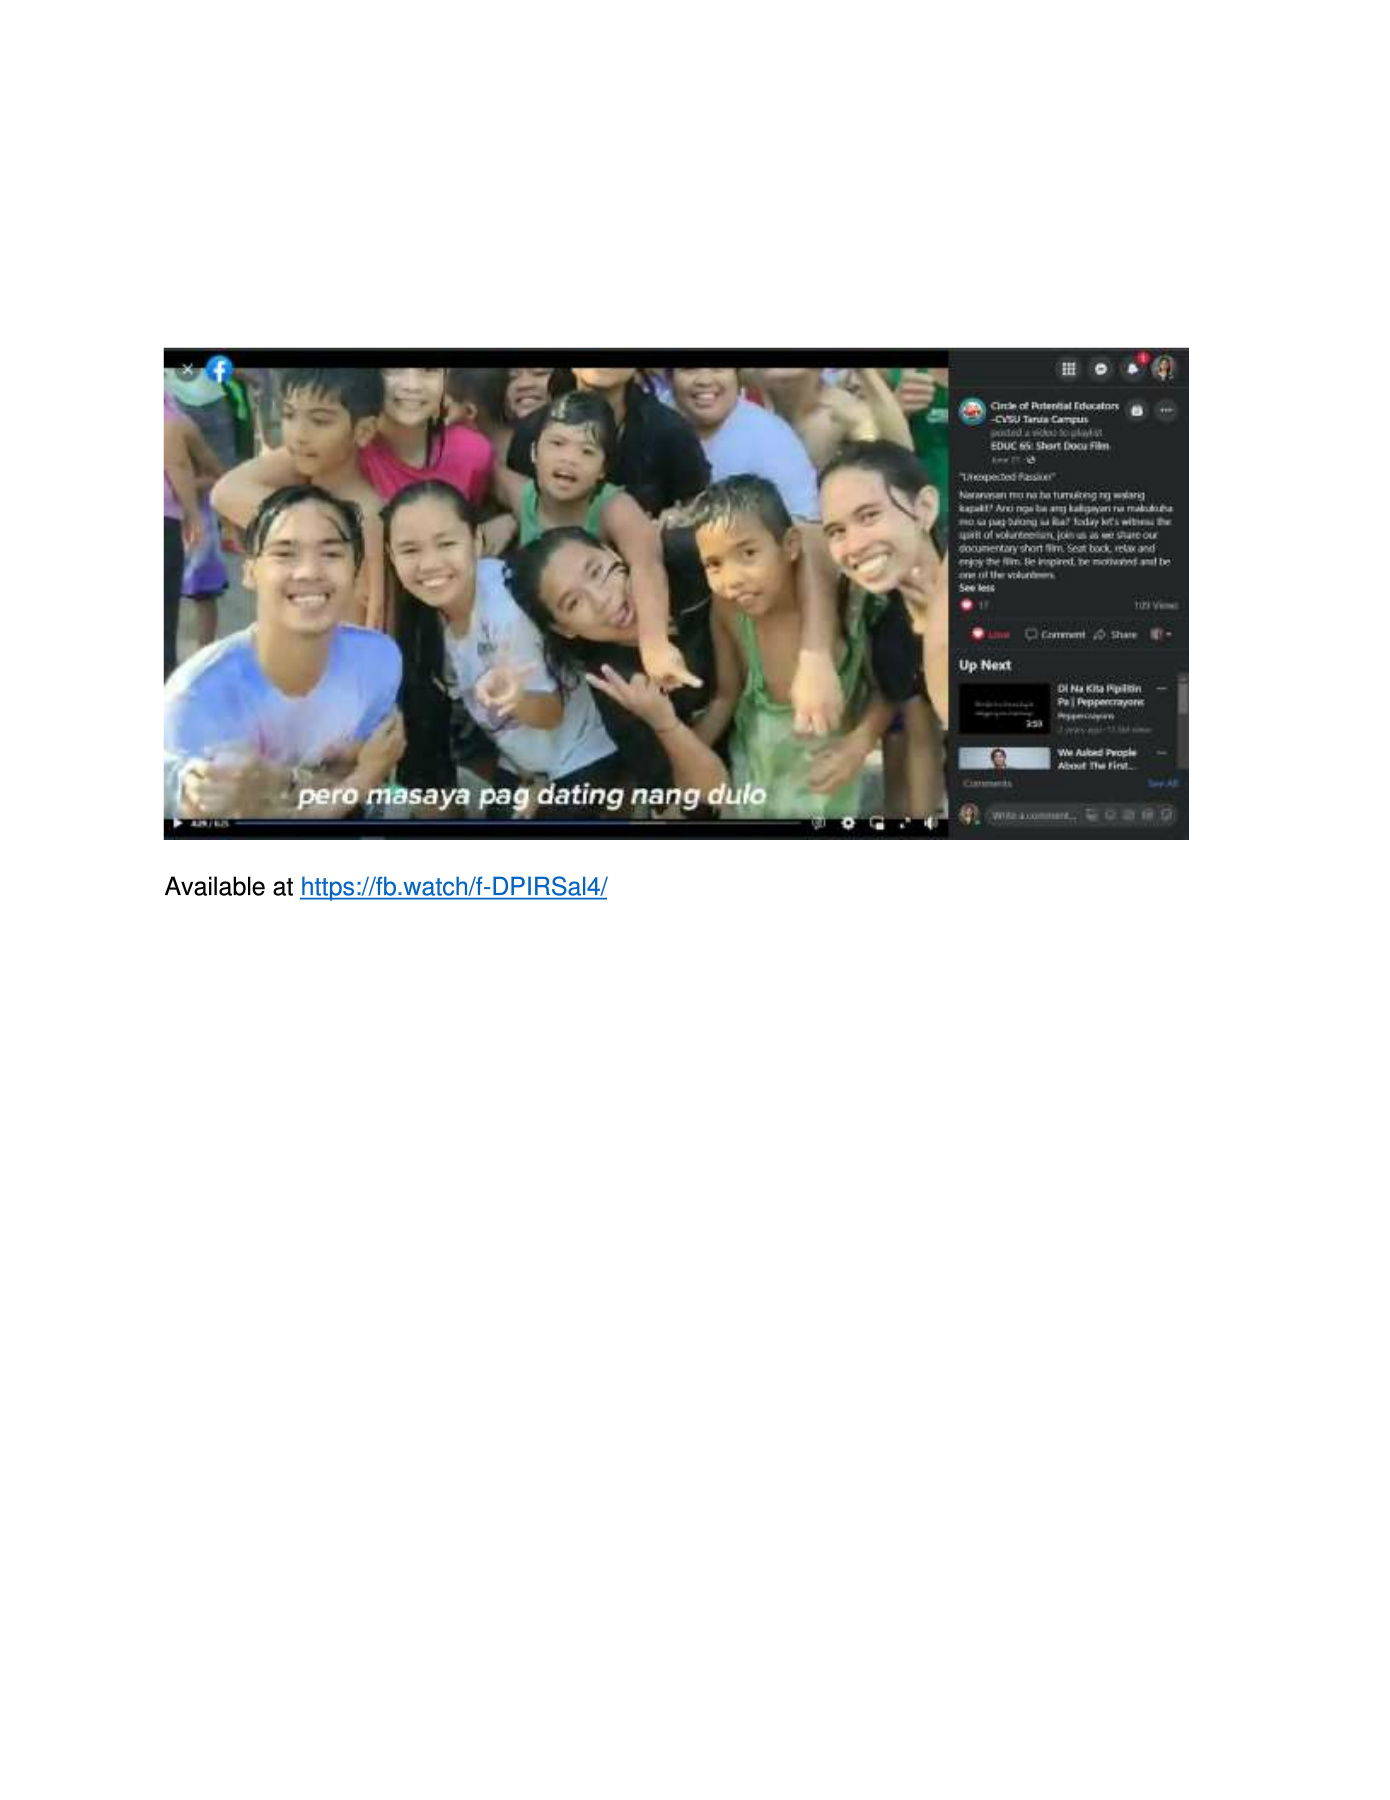 Circle of Potential Educators
-CVSU Tanza Campus
posted a video to playlist
EDUC 65: Short Docu Film
June
"Unexpected Passion"
Naranasan mo na ba tumulong ng walang
kapalit? Ano nga ba ang kaligayan na makukuha
mo sa pag tulong sa iba? Today let's witness the
spirit of volunteerism, join us as we share our
documentary short film. Seat back, relax and
enjoy the film. Be inspired, be motivated and be
one of the volunteers.
See less
17
109 Views
Love Comment Share
Up Next
Di Na Kita Pipilitin
Pa | Peppercrayons
Peppercrayons
2 years ago
3:59
We Asked People
About The First...
Comments See All
Write a comment...
pero masaya pag dating nang dulo
Available at https://fb.watch/f-DPIRSal4/